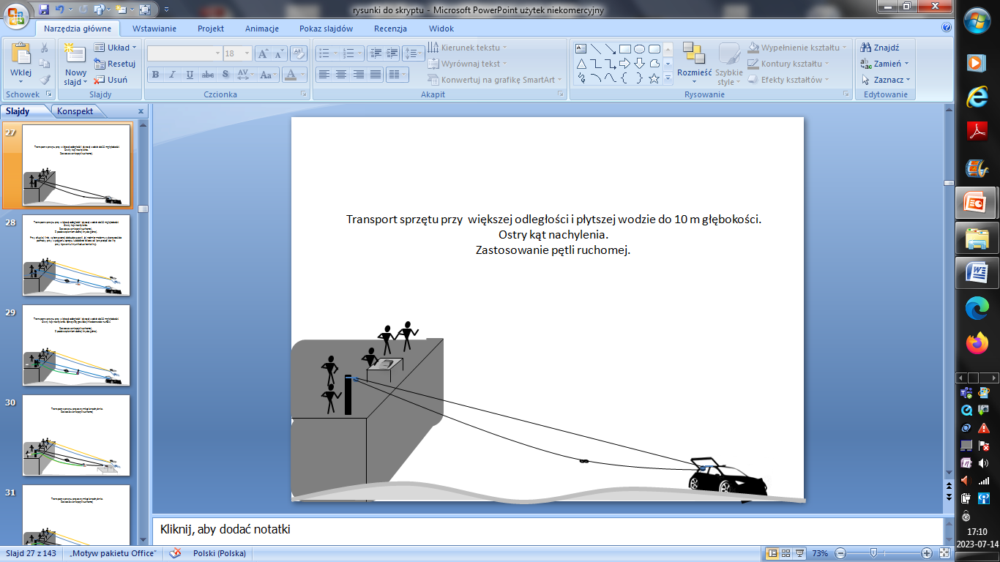 rysunki do skryptu - Microsoft PowerPoint użytek niekomercyjny
Narzędzia główne
Wstawianie
Projekt
Animacje
Pokaz slajdów
Recenzja
Widok
Wklej
Schowek
Nowy slajd
Układ
Resetuj
Usuń
Slajdy
18
B I U abc S AV Aa A
Czcionka
Kierunek tekstu
Wyrównaj tekst
Konwertuj na grafikę SmartArt
Akapit
Rozmieść
Szybkie style
Wypełnienie kształtu
Kontury kształtu
Efekty kształtów
Rysowanie
Znajdź
Zamień
Zaznacz
Edytowanie
Slajdy
Konspekt
27
28
29
30
31
Transport sprzętu przy większej odległości i płytszej wodzie do 10 m głębokości.
Ostry kąt nachylenia.
Zastosowanie pętli ruchomej.
Kliknij, aby dodać notatki
Slajd 27 z 143
„Motyw pakietu Office”
Polski (Polska)
73%
17:10
2023-07-14